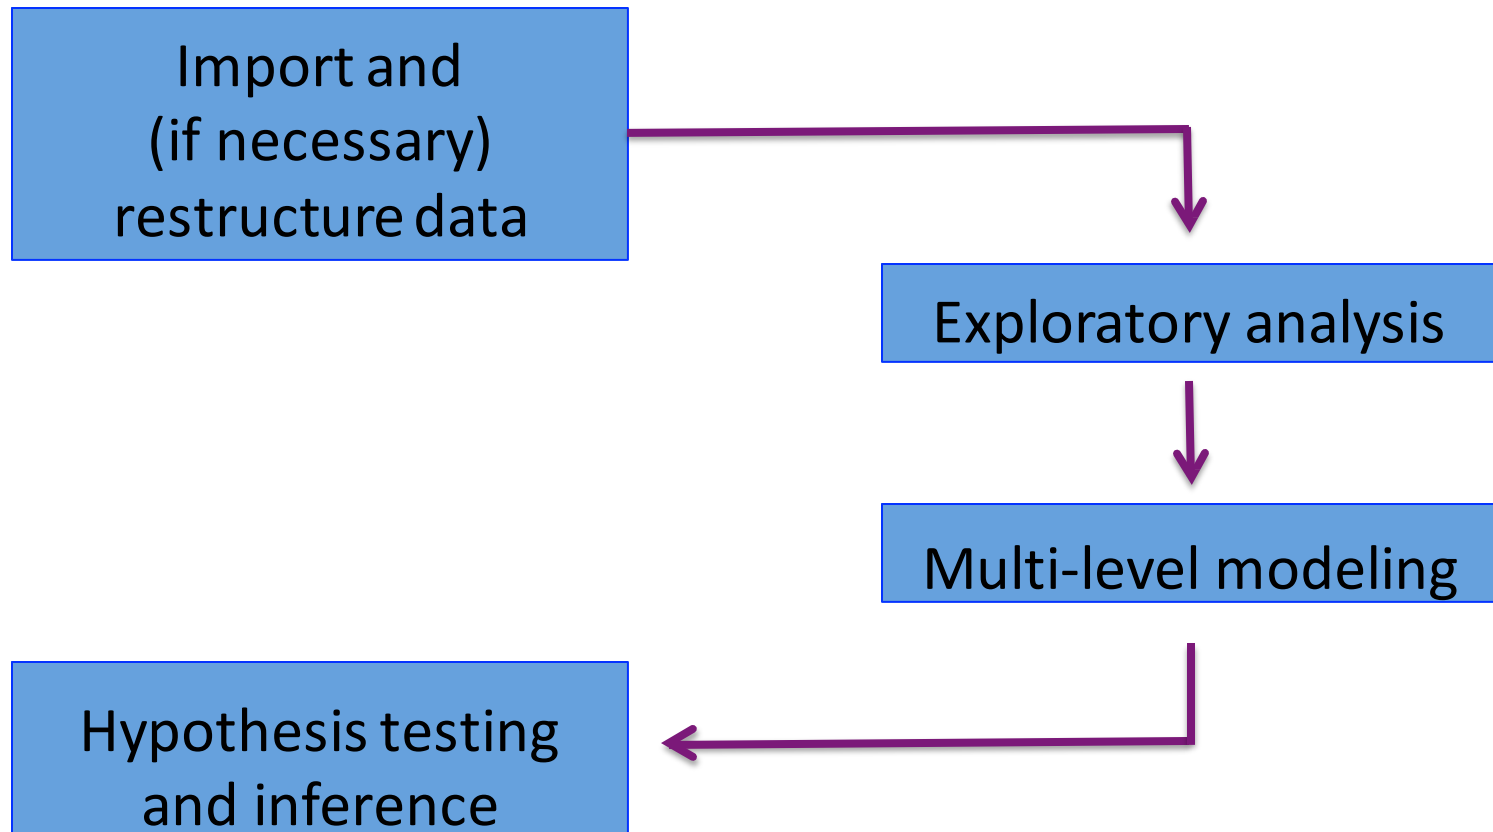 Import and
(if necessary)
restructure data
Exploratory analysis
Multi-level modeling
Hypothesis testing
and inference